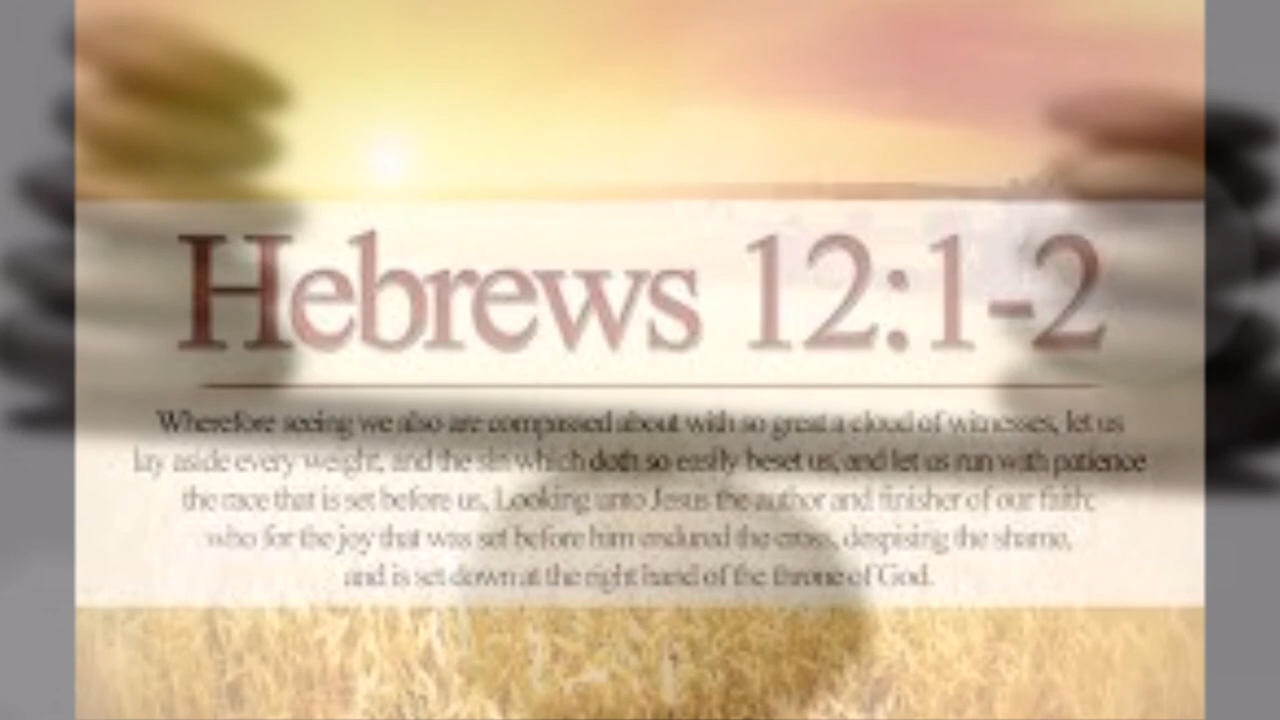 Hebrews 12:1-2
Wherefore seeing we also are compassed about with so great a cloud of witnesses, let us
lay aside every weight, and the sin which doth so easily beset us, and let us run with patience
the race that is set before us, Looking unto Jesus the author and finisher of our faith;
who for the joy that was set before him endured the cross, despising the shame,
and is set down at the right hand of the throne of God.